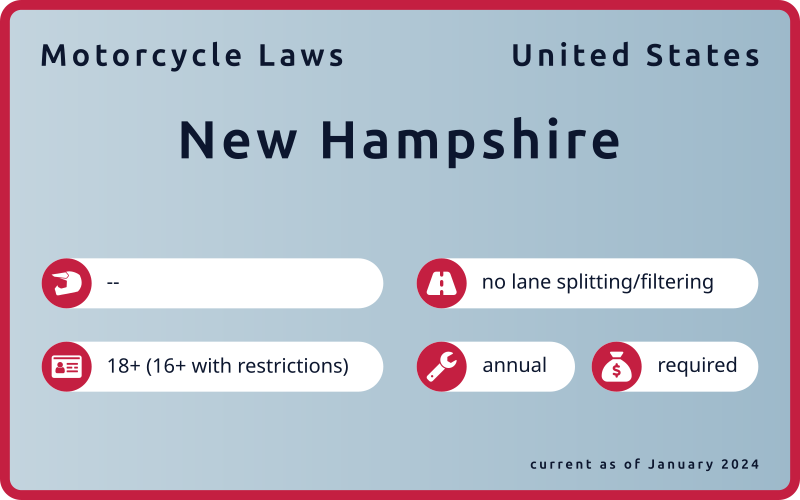 Motorcycle Laws
United States
New Hampshire
--
no lane splitting/filtering
18+ (16+ with restrictions)
annual
required
current as of January 2024